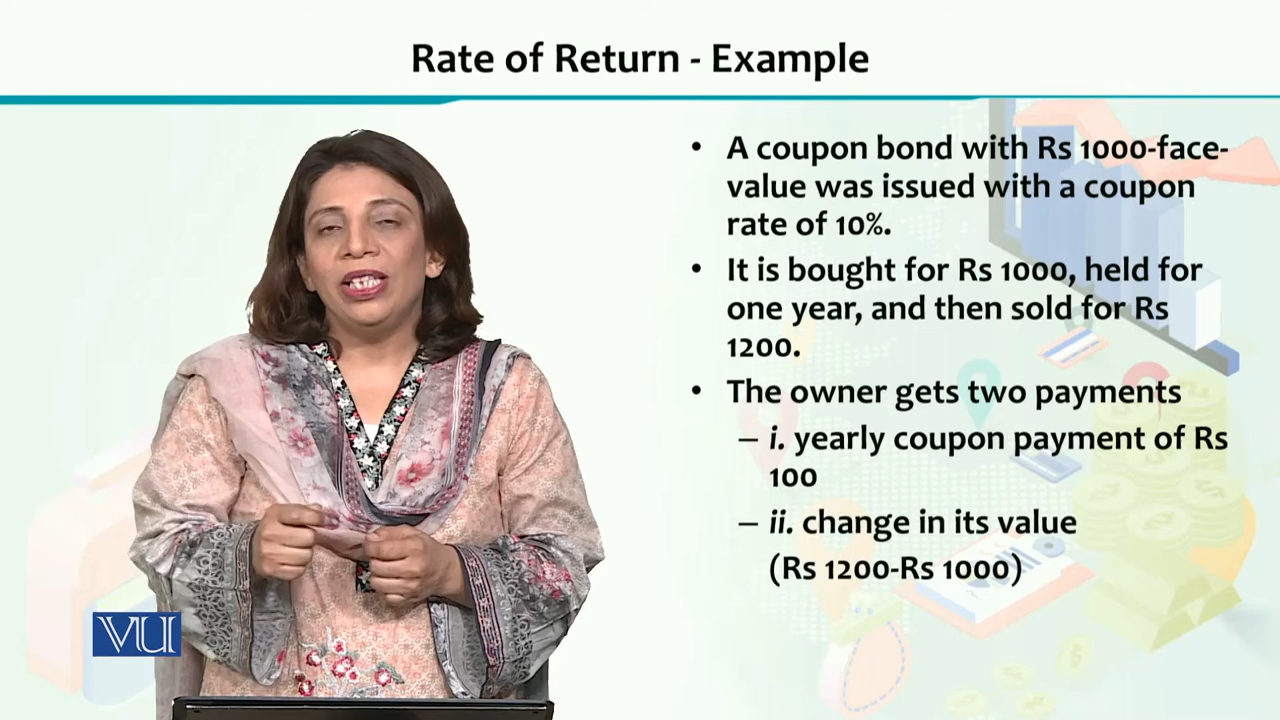 Rate of Return - Example
• A coupon bond with Rs 1000-face-
value was issued with a coupon
rate of 10%.
• It is bought for Rs 1000, held for
one year, and then sold for Rs
1200.
• The owner gets two payments
– i. yearly coupon payment of Rs
100
– ii. change in its value
(Rs 1200-Rs 1000)
VU